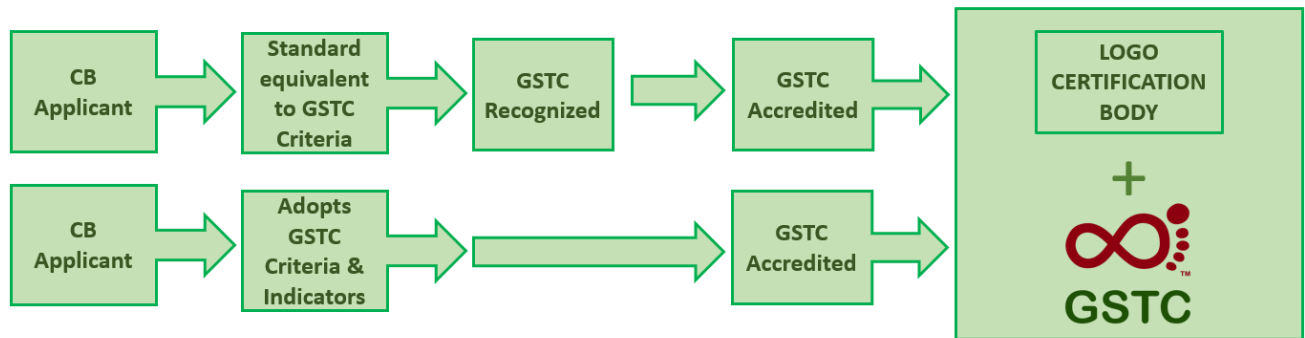 CB
Applicant
Standard
equivalent
to GSTC
Criteria
GSTC
Recognized
GSTC
Accredited
LOGO
CERTIFICATION
BODY
+
CB
Applicant
Adopts
GSTC
Criteria &
Indicators
GSTC
Accredited
TM
GSTC